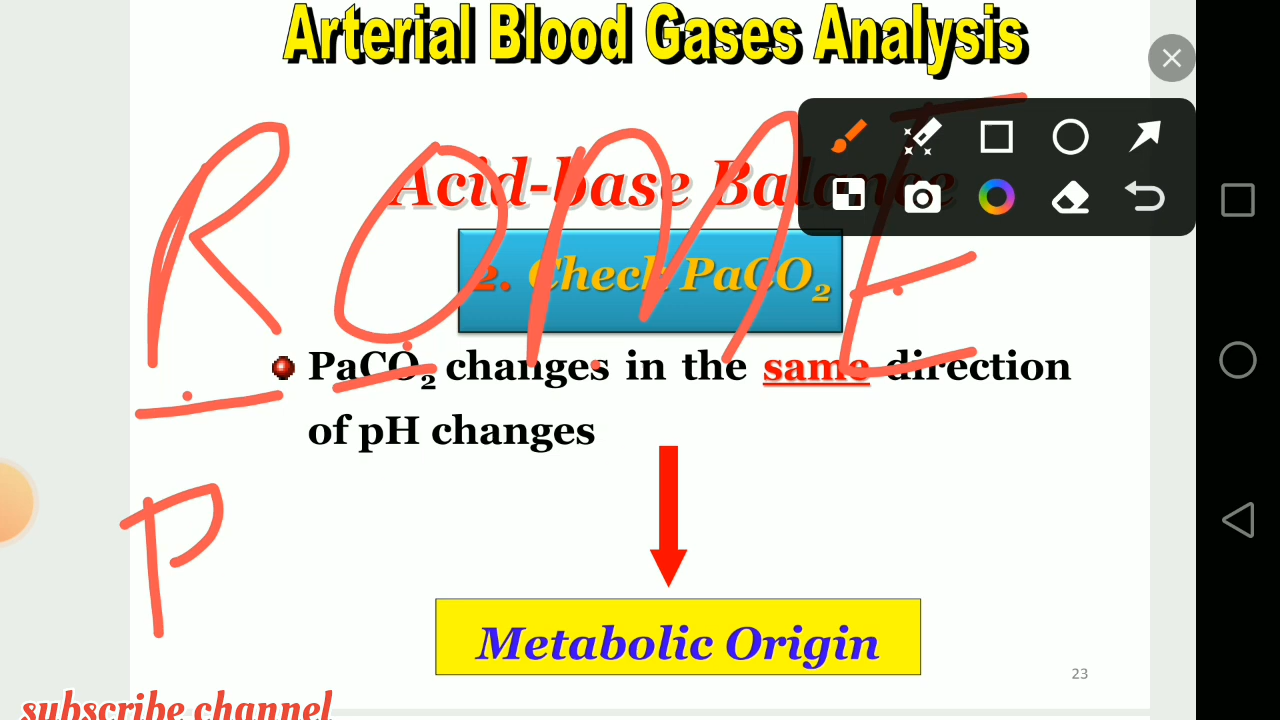 Arterial Blood Gases Analysis
Acid-base Balance
ROME
2. Check PaCO₂
PaCO₂ changes in the same direction
of pH changes
P
Metabolic Origin
23
subscribe channel